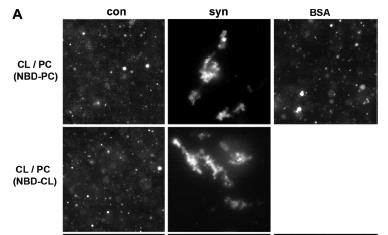 A
con
syn
BSA
CL / PC
(NBD-PC)
CL / PC
(NBD-CL)